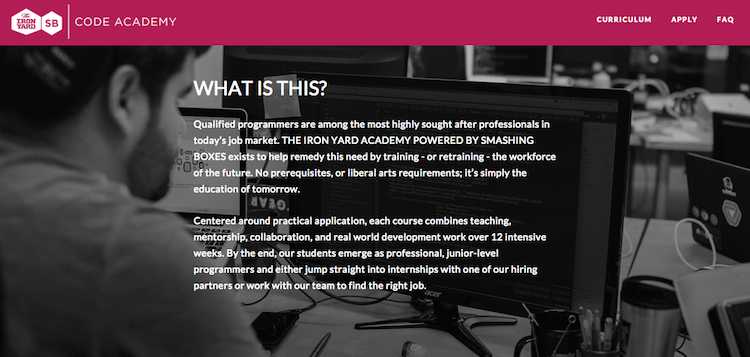 The
IRON
YARD
SB
CODE ACADEMY
CURRICULUM
APPLY
FAQ
WHAT IS THIS?
Qualified programmers are among the most highly sought after professionals in
today's job market. THE IRON YARD ACADEMY POWERED BY SMASHING
BOXES exists to help remedy this need by training - or retraining - the workforce
of the future. No prerequisites, or liberal arts requirements; it's simply the
education of tomorrow.
Centered around practical application, each course combines teaching,
mentorship, collaboration, and real world development work over 12 intensive
weeks. By the end, our students emerge as professional, junior-level
programmers and either jump straight into internships with one of our hiring
partners or work with our team to find the right job.
GEAR
acer